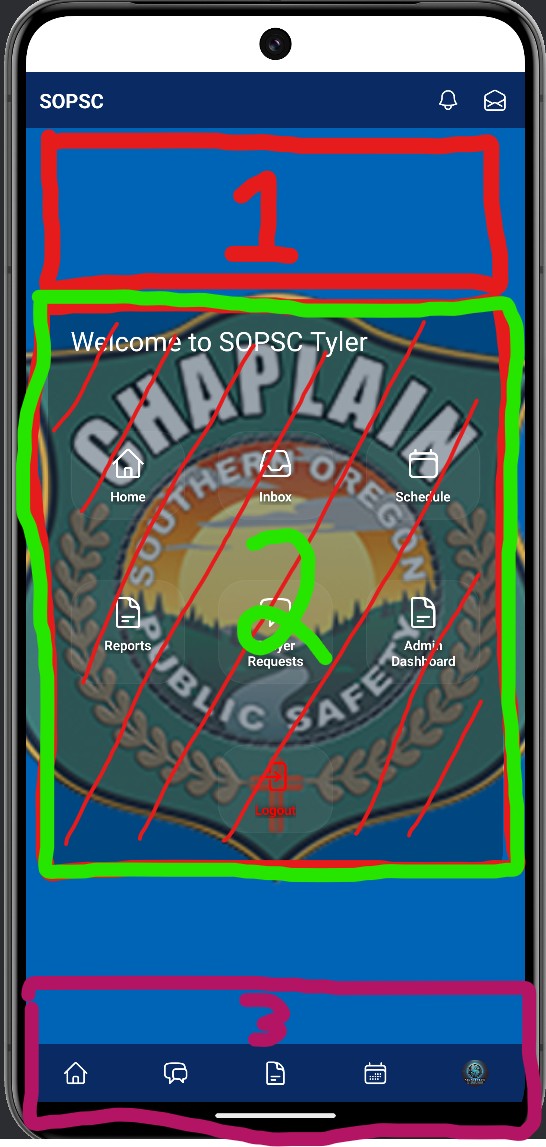 SOPSC
1
Welcome to SOPSC Tyler
CHAPLAIN
SOUTHERN OREGON
Home
Inbox
Schedule
2
Reports
Requests
Admin
Dashboard
PUBLIC SAFETY
Logout
3